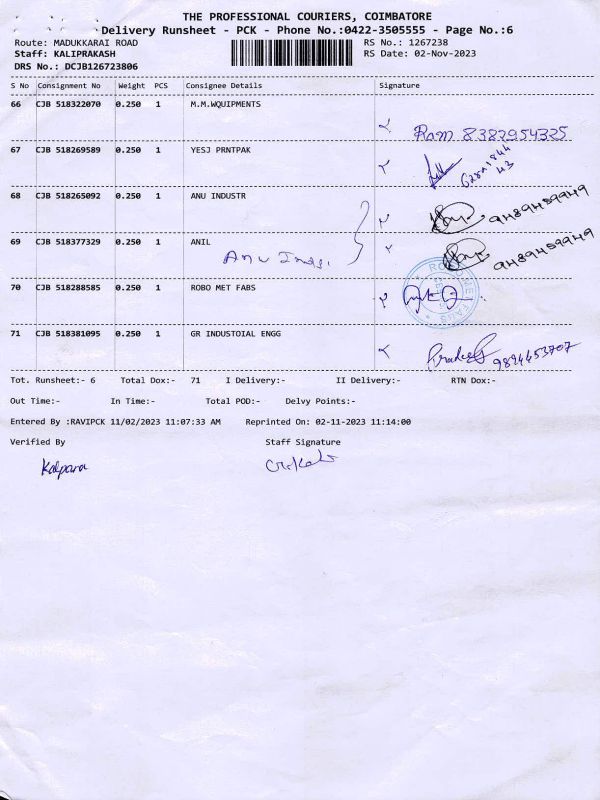 THE PROFESSIONAL COURIERS, COIMBATORE
Delivery Runsheet - PCK - Phone No.:0422-3505555 - Page No.:6
Route: MADUKKARAI ROAD RS No.: 1267238
Staff: KALIPRAKASH RS Date: 02-Nov-2023
DRS No.: DCJB126723806
S No Consignment No Weight PCS Consignee Details Signature
66 CJB 518322070 0.250 1 M.M.WQUIPMENTS
Ram 8382954325
67 CJB 518269589 0.250 1 YESJ PRNTPAK
68 CJB 518265092 0.250 1 ANU INDUSTR
9489459949
69 CJB 518377329 0.250 1 ANIL
Anu Inds. 9489459949
70 CJB 518288585 0.250 1 ROBO MET FABS
71 CJB 518381095 0.250 1 GR INDUSTOIAL ENGG
9894453707
Tot. Runsheet:- 6 Total Dox:- 71 I Delivery:- II Delivery:- RTN Dox:-
Out Time:- In Time:- Total POD:- Delvy Points:-
Entered By :RAVIPCK 11/02/2023 11:07:33 AM Reprinted On: 02-11-2023 11:14:00
Verified By Staff Signature
Kalpana